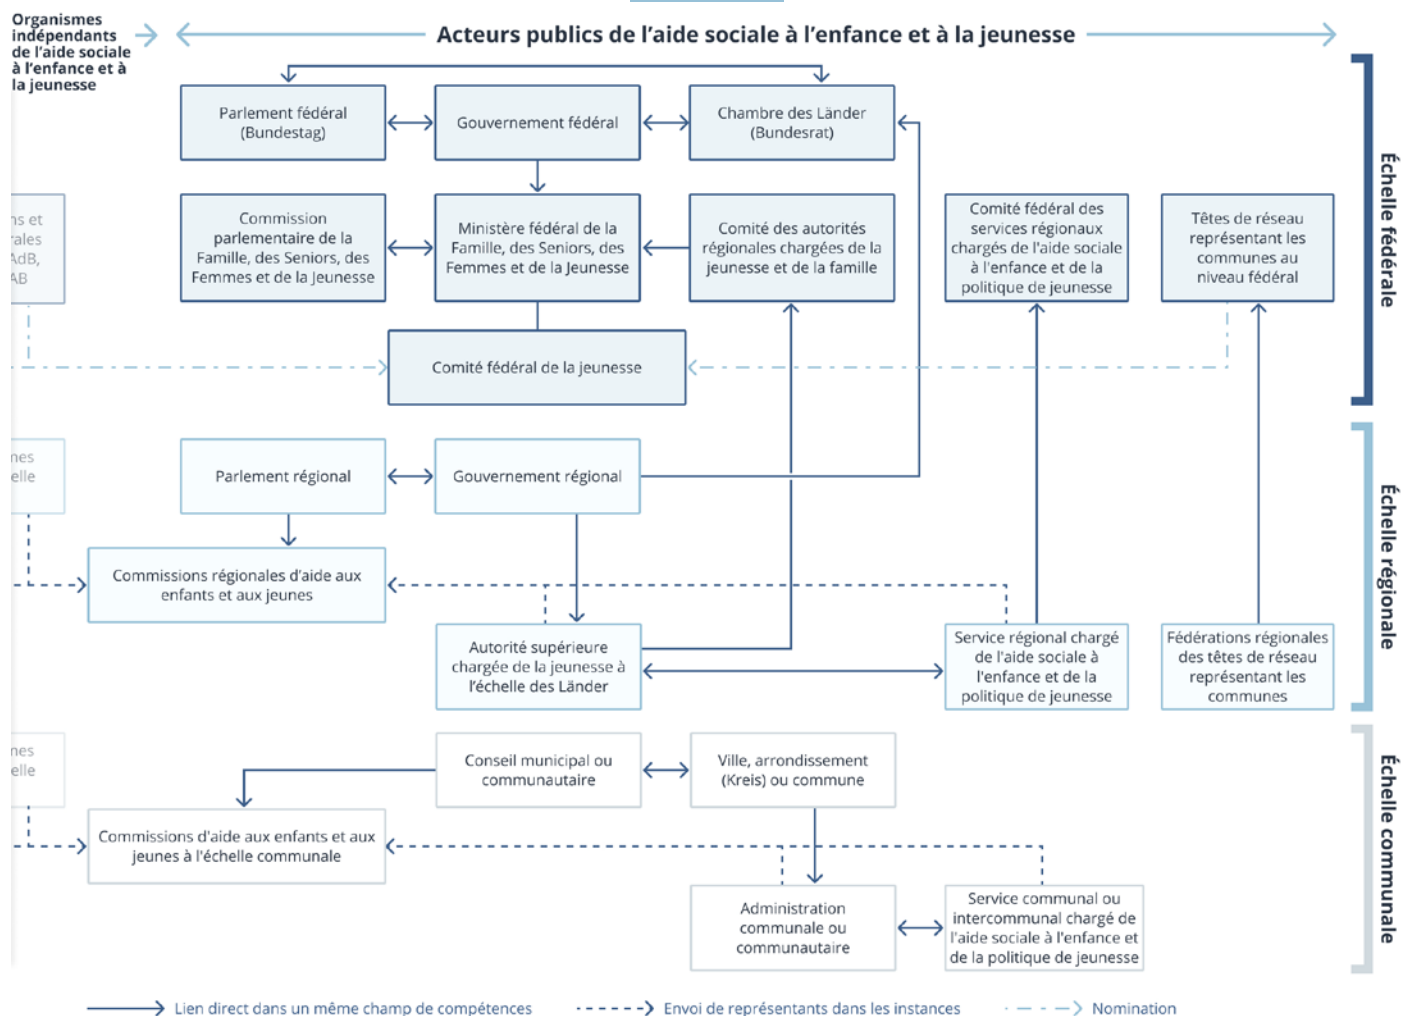 Organismes
indépendants
de l'aide sociale
à l'enfance et à
la jeunesse
Acteurs publics de l'aide sociale à l'enfance et à la jeunesse
Parlement fédéral
(Bundestag)
Gouvernement fédéral
Chambre des Länder
(Bundesrat)
Échelle fédérale
ns et
AdB,
AB
Commission
parlementaire de la
Famille, des Seniors, des
Femmes et de la Jeunesse
Ministère fédéral de la
Famille, des Seniors, des
Femmes et de la Jeunesse
Comité des autorités
régionales chargées de la
jeunesse et de la famille
Comité fédéral des
services régionaux
chargés de l'aide sociale
à l'enfance et de la
politique de jeunesse
Têtes de réseau
représentant les
communes au
niveau fédéral
Comité fédéral de la jeunesse
nes
elle
Parlement régional
Gouvernement régional
Échelle régionale
Commissions régionales d'aide aux
enfants et aux jeunes
Autorité supérieure
chargée de la jeunesse à
l'échelle des Länder
Service régional chargé
de l'aide sociale à
l'enfance et de la
politique de jeunesse
Fédérations régionales
des têtes de réseau
représentant les
communes
nes
elle
Conseil municipal ou
communautaire
Ville, arrondissement
(Kreis) ou commune
Échelle communale
Commissions d'aide aux enfants et aux
jeunes à l'échelle communale
Administration
communale ou
communautaire
Service communal ou
intercommunal chargé de
l'aide sociale à l'enfance et
de la politique de jeunesse
Lien direct dans un même champ de compétences
Envoi de représentants dans les instances
Nomination